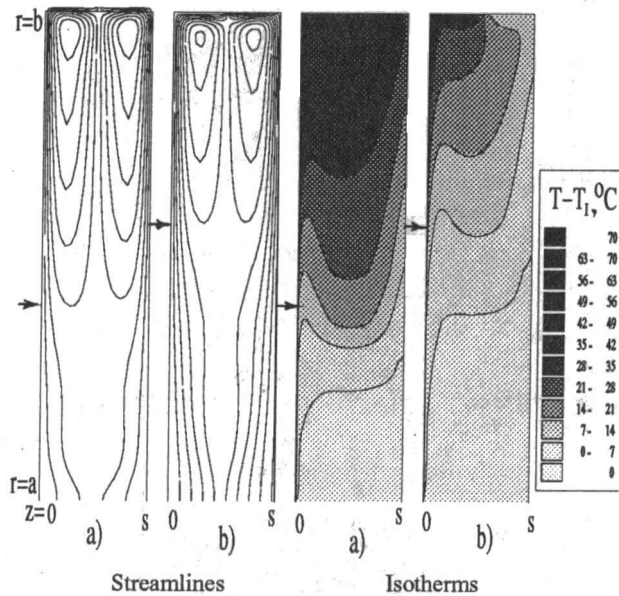 r=b
r=a
z=0 s 0 s 0 s 0 s
a) b) a) b)
T-T_I, ⁰C
70
63- 70
56- 63
49- 56
42- 49
35- 42
28- 35
21- 28
14- 21
7- 14
0- 7
0
Streamlines Isotherms